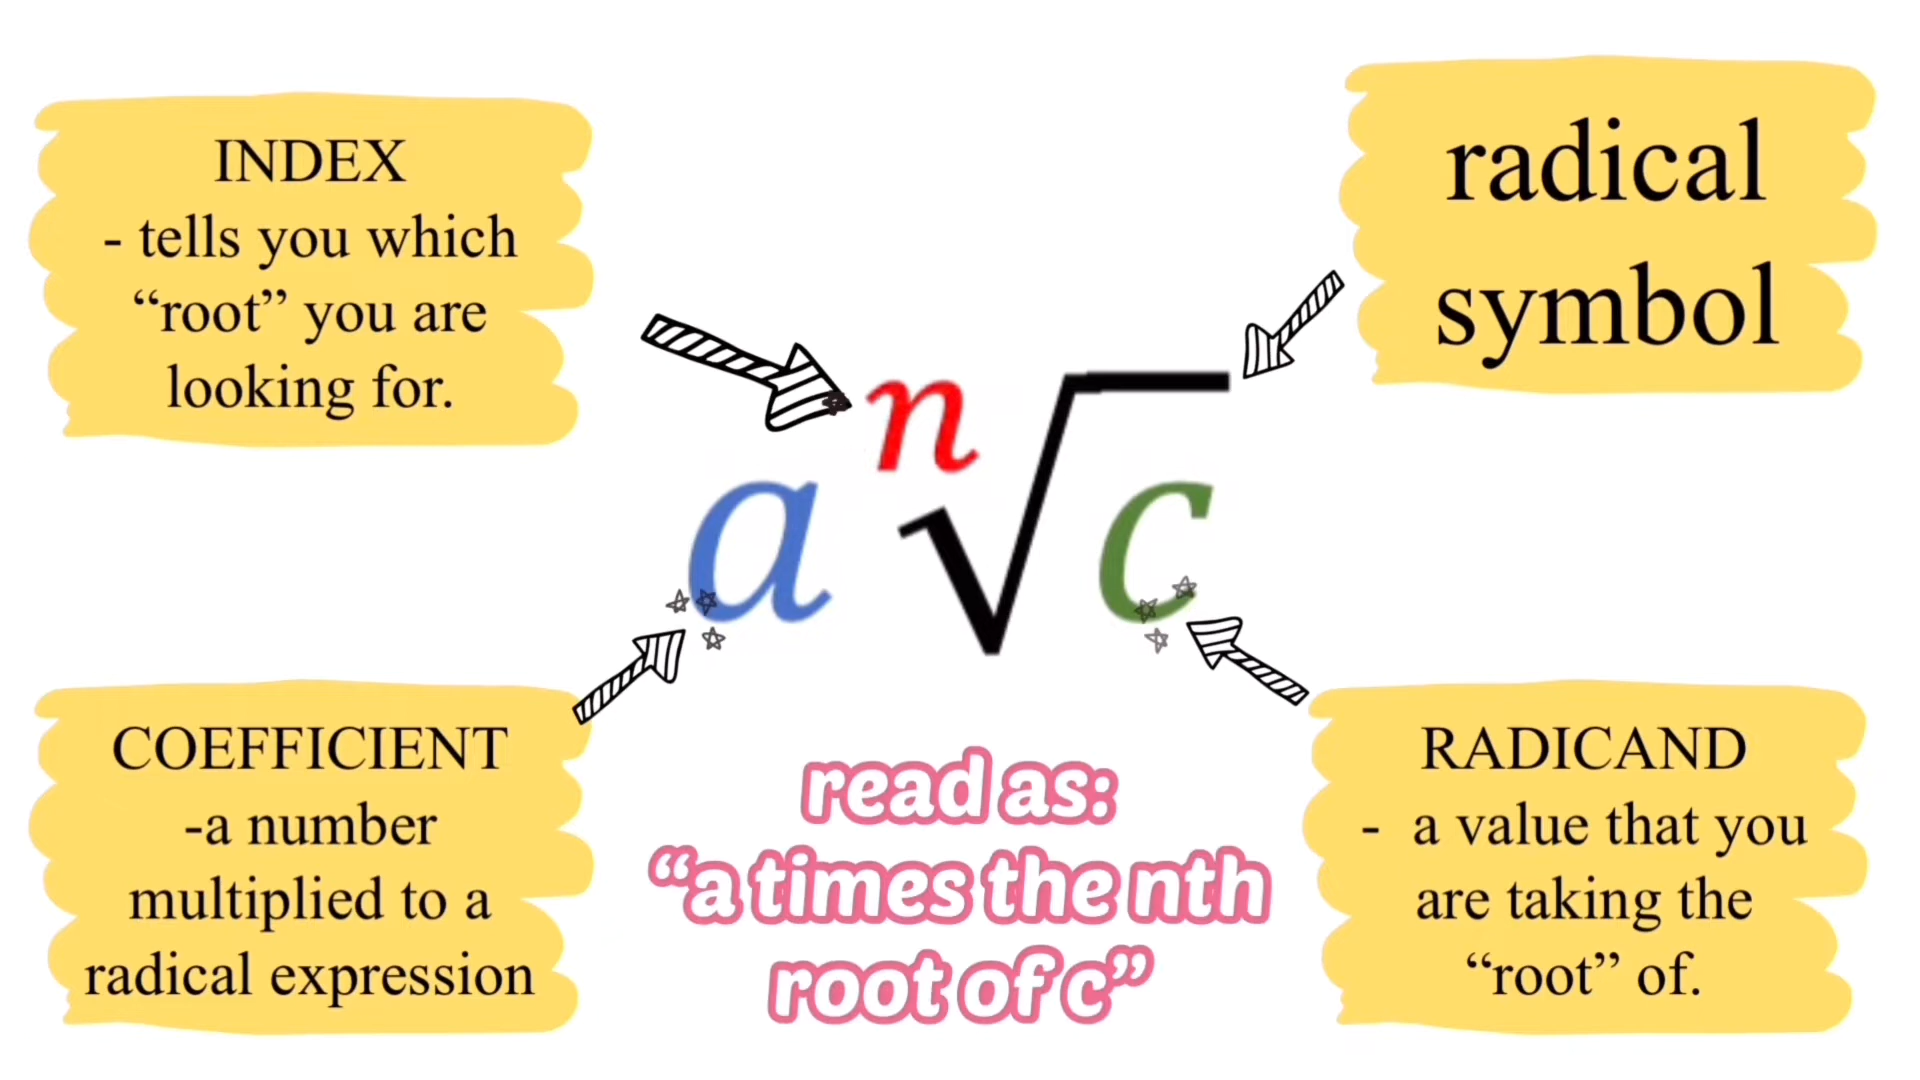 INDEX
- tells you which
“root” you are
looking for.
radical
symbol
a n√c
COEFFICIENT
-a number
multiplied to a
radical expression
read as:
“a times the nth
root of c”
RADICAND
- a value that you
are taking the
“root” of.